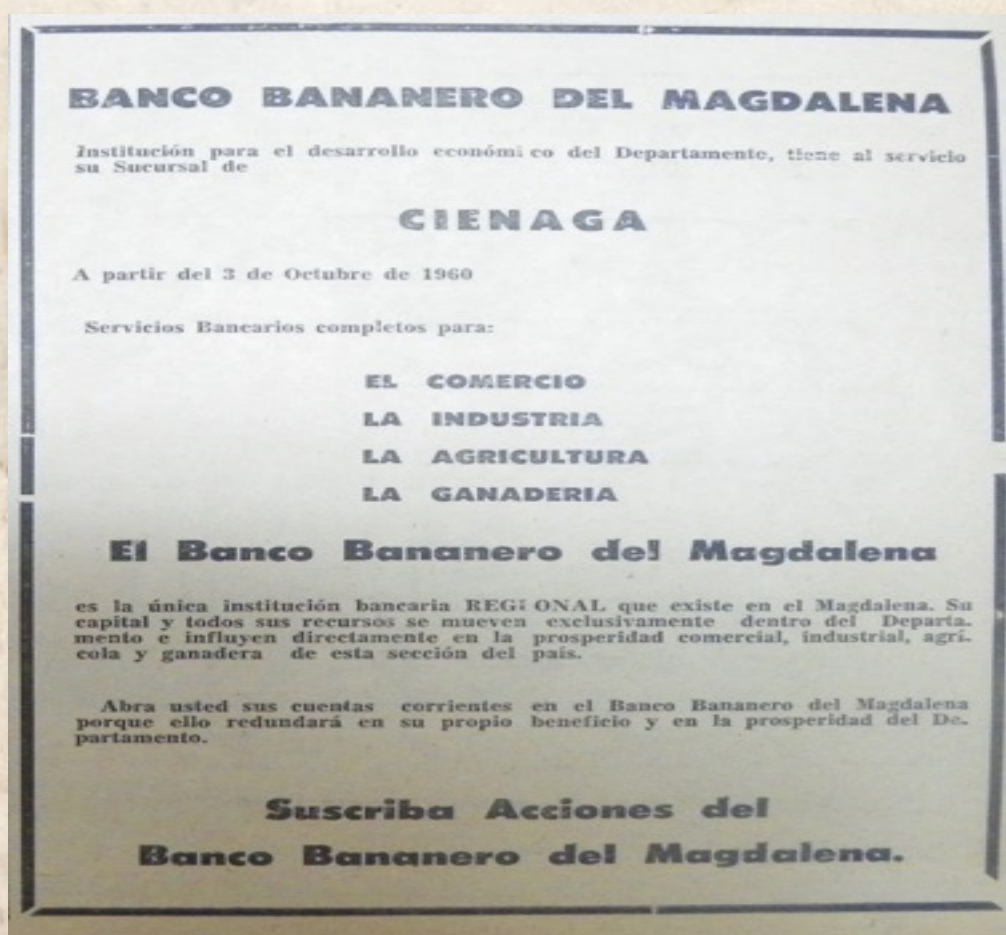 BANCO BANANERO DEL MAGDALENA
Institución para el desarrollo económico del Departamente, tiene al servicio
su Sucursal de
CIENAGA
A partir del 3 de Octubre de 1960
Servicios Bancarios completos para:
EL COMERCIO
LA INDUSTRIA
LA AGRICULTURA
LA GANADERIA
El Banco Bananero del Magdalena
es la única institución bancaria REGIONAL que existe en el Magdalena. Su
capital y todos sus recursos se mueven exclusivamente dentro del Departa-
mento e influyen directamente en la prosperidad comercial, industrial, agrí-
cola y ganadera de esta sección del país.
Abra usted sus cuentas corrientes en el Banco Bananero del Magdalena
porque ello redundará en su propio beneficio y en la prosperidad del De-
partamento.
Suscriba Acciones del
Banco Bananero del Magdalena.